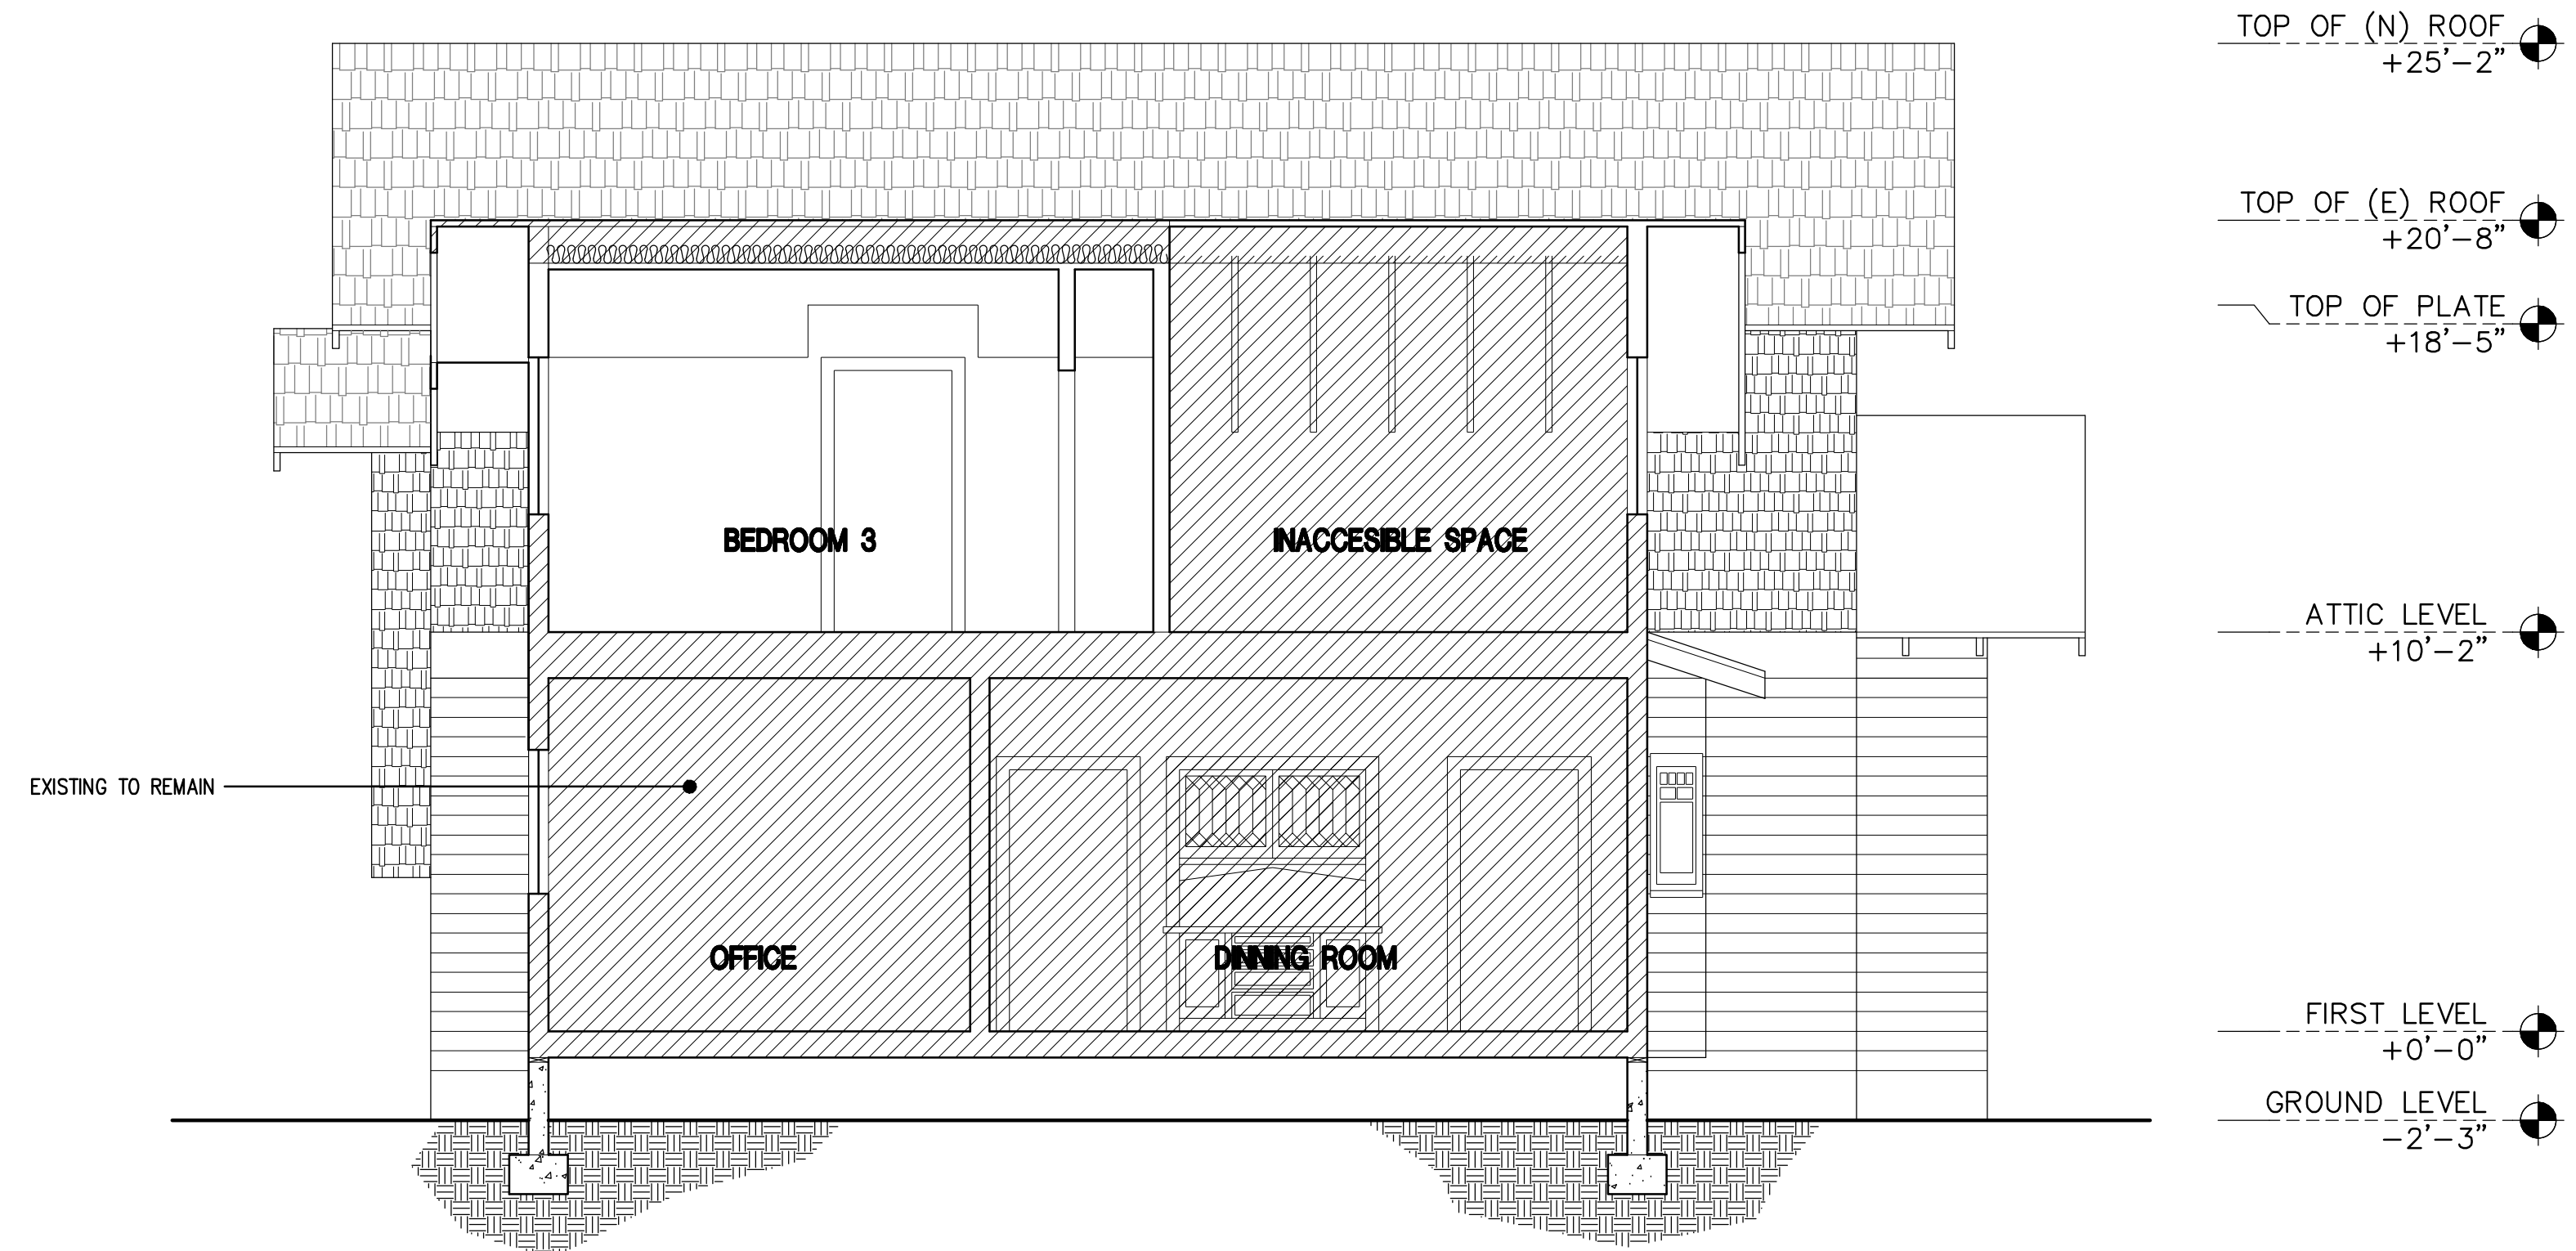 TOP OF (N) ROOF
+25'-2"
TOP OF (E) ROOF
+20'-8"
TOP OF PLATE
+18'-5"
BEDROOM 3
INACCESIBLE SPACE
ATTIC LEVEL
+10'-2"
EXISTING TO REMAIN
OFFICE
DINNING ROOM
FIRST LEVEL
+0'-0"
GROUND LEVEL
-2'-3"